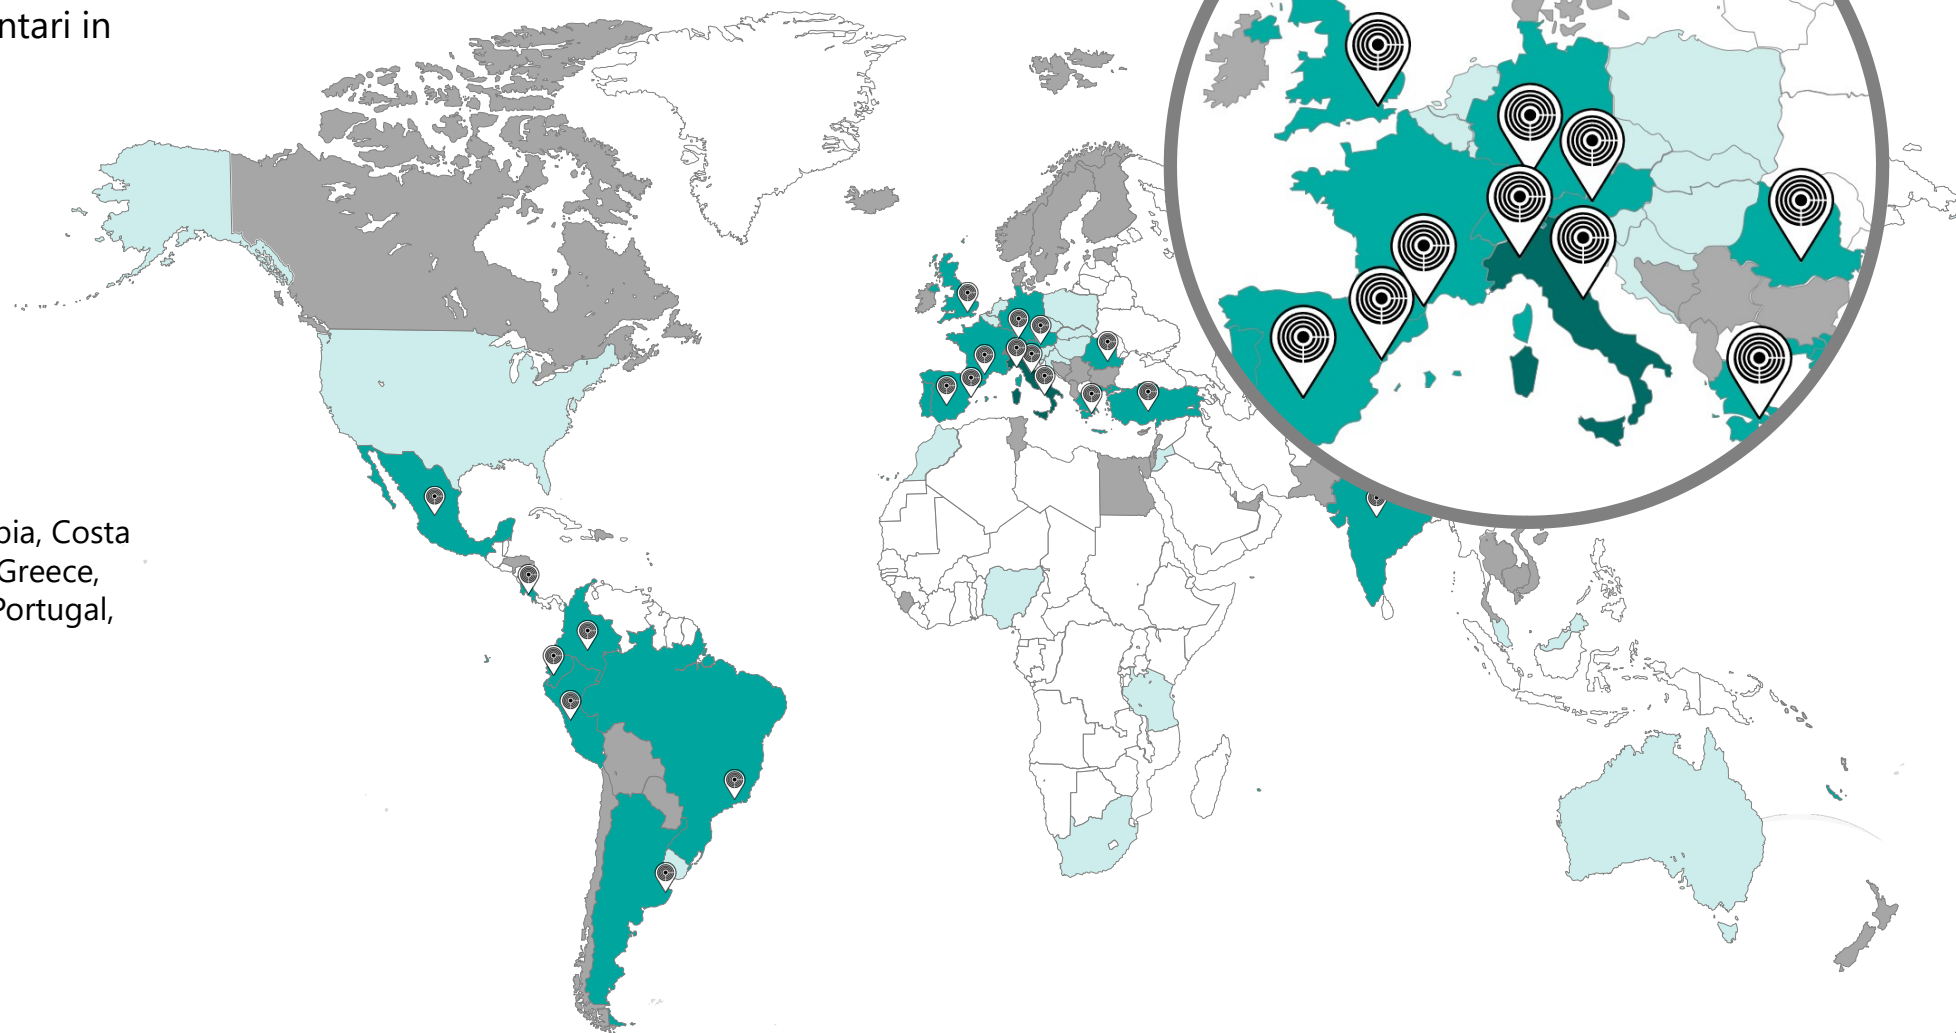 ntari in
bia, Costa
Greece,
Portugal,